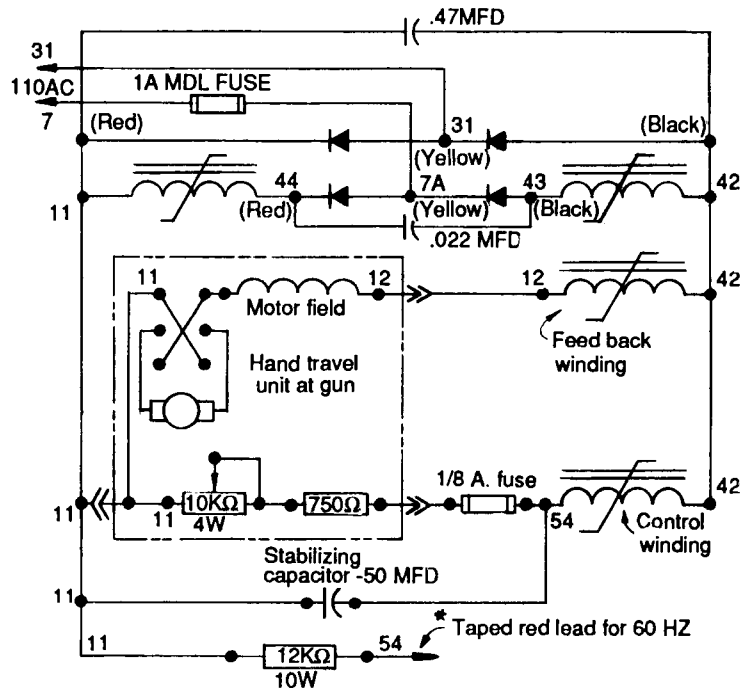 .47MFD
31
110AC
1A MDL FUSE
7
(Red)
31
(Black)
(Yellow)
44
7A
43
42
11
(Red)
(Yellow)
(Black)
.022 MFD
11
12
12
42
Motor field
Feed back
winding
Hand travel
unit at gun
1/8 A. fuse
42
11
11
10KΩ
750Ω
54
4W
Control
winding
Stabilizing
capacitor -50 MFD
11
11
54
* Taped red lead for 60 HZ
12KΩ
10W